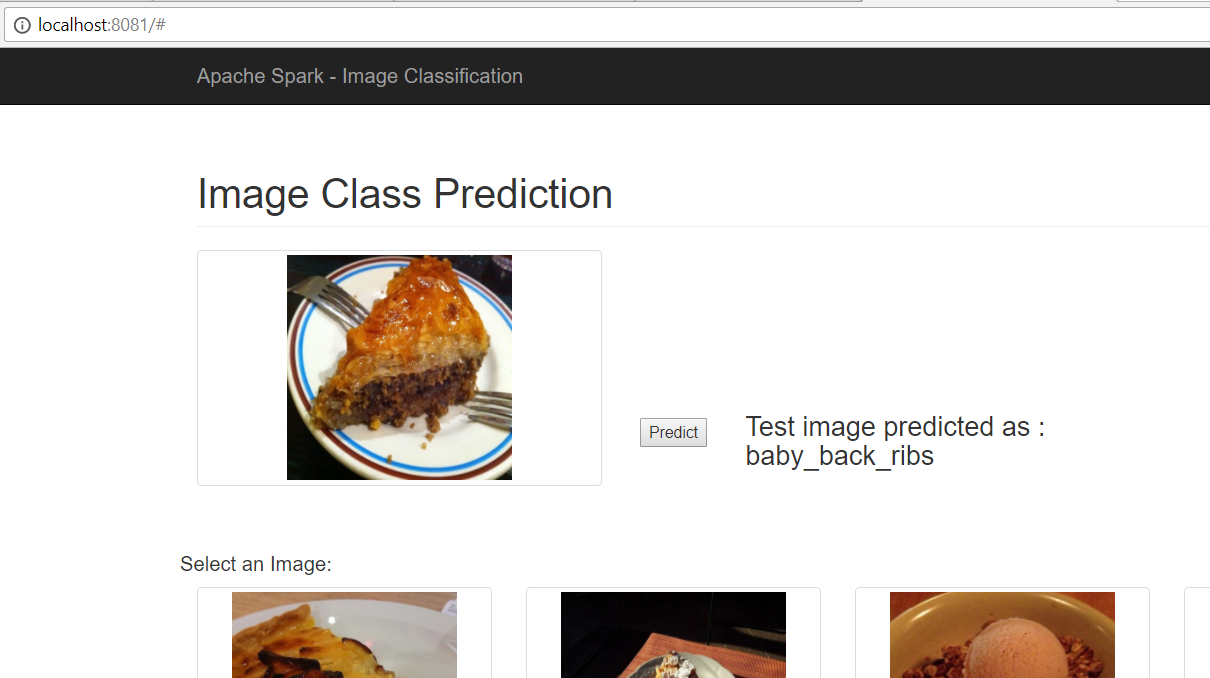 localhost:8081/#
Apache Spark - Image Classification
Image Class Prediction
Predict
Test image predicted as :
baby_back_ribs
Select an Image: